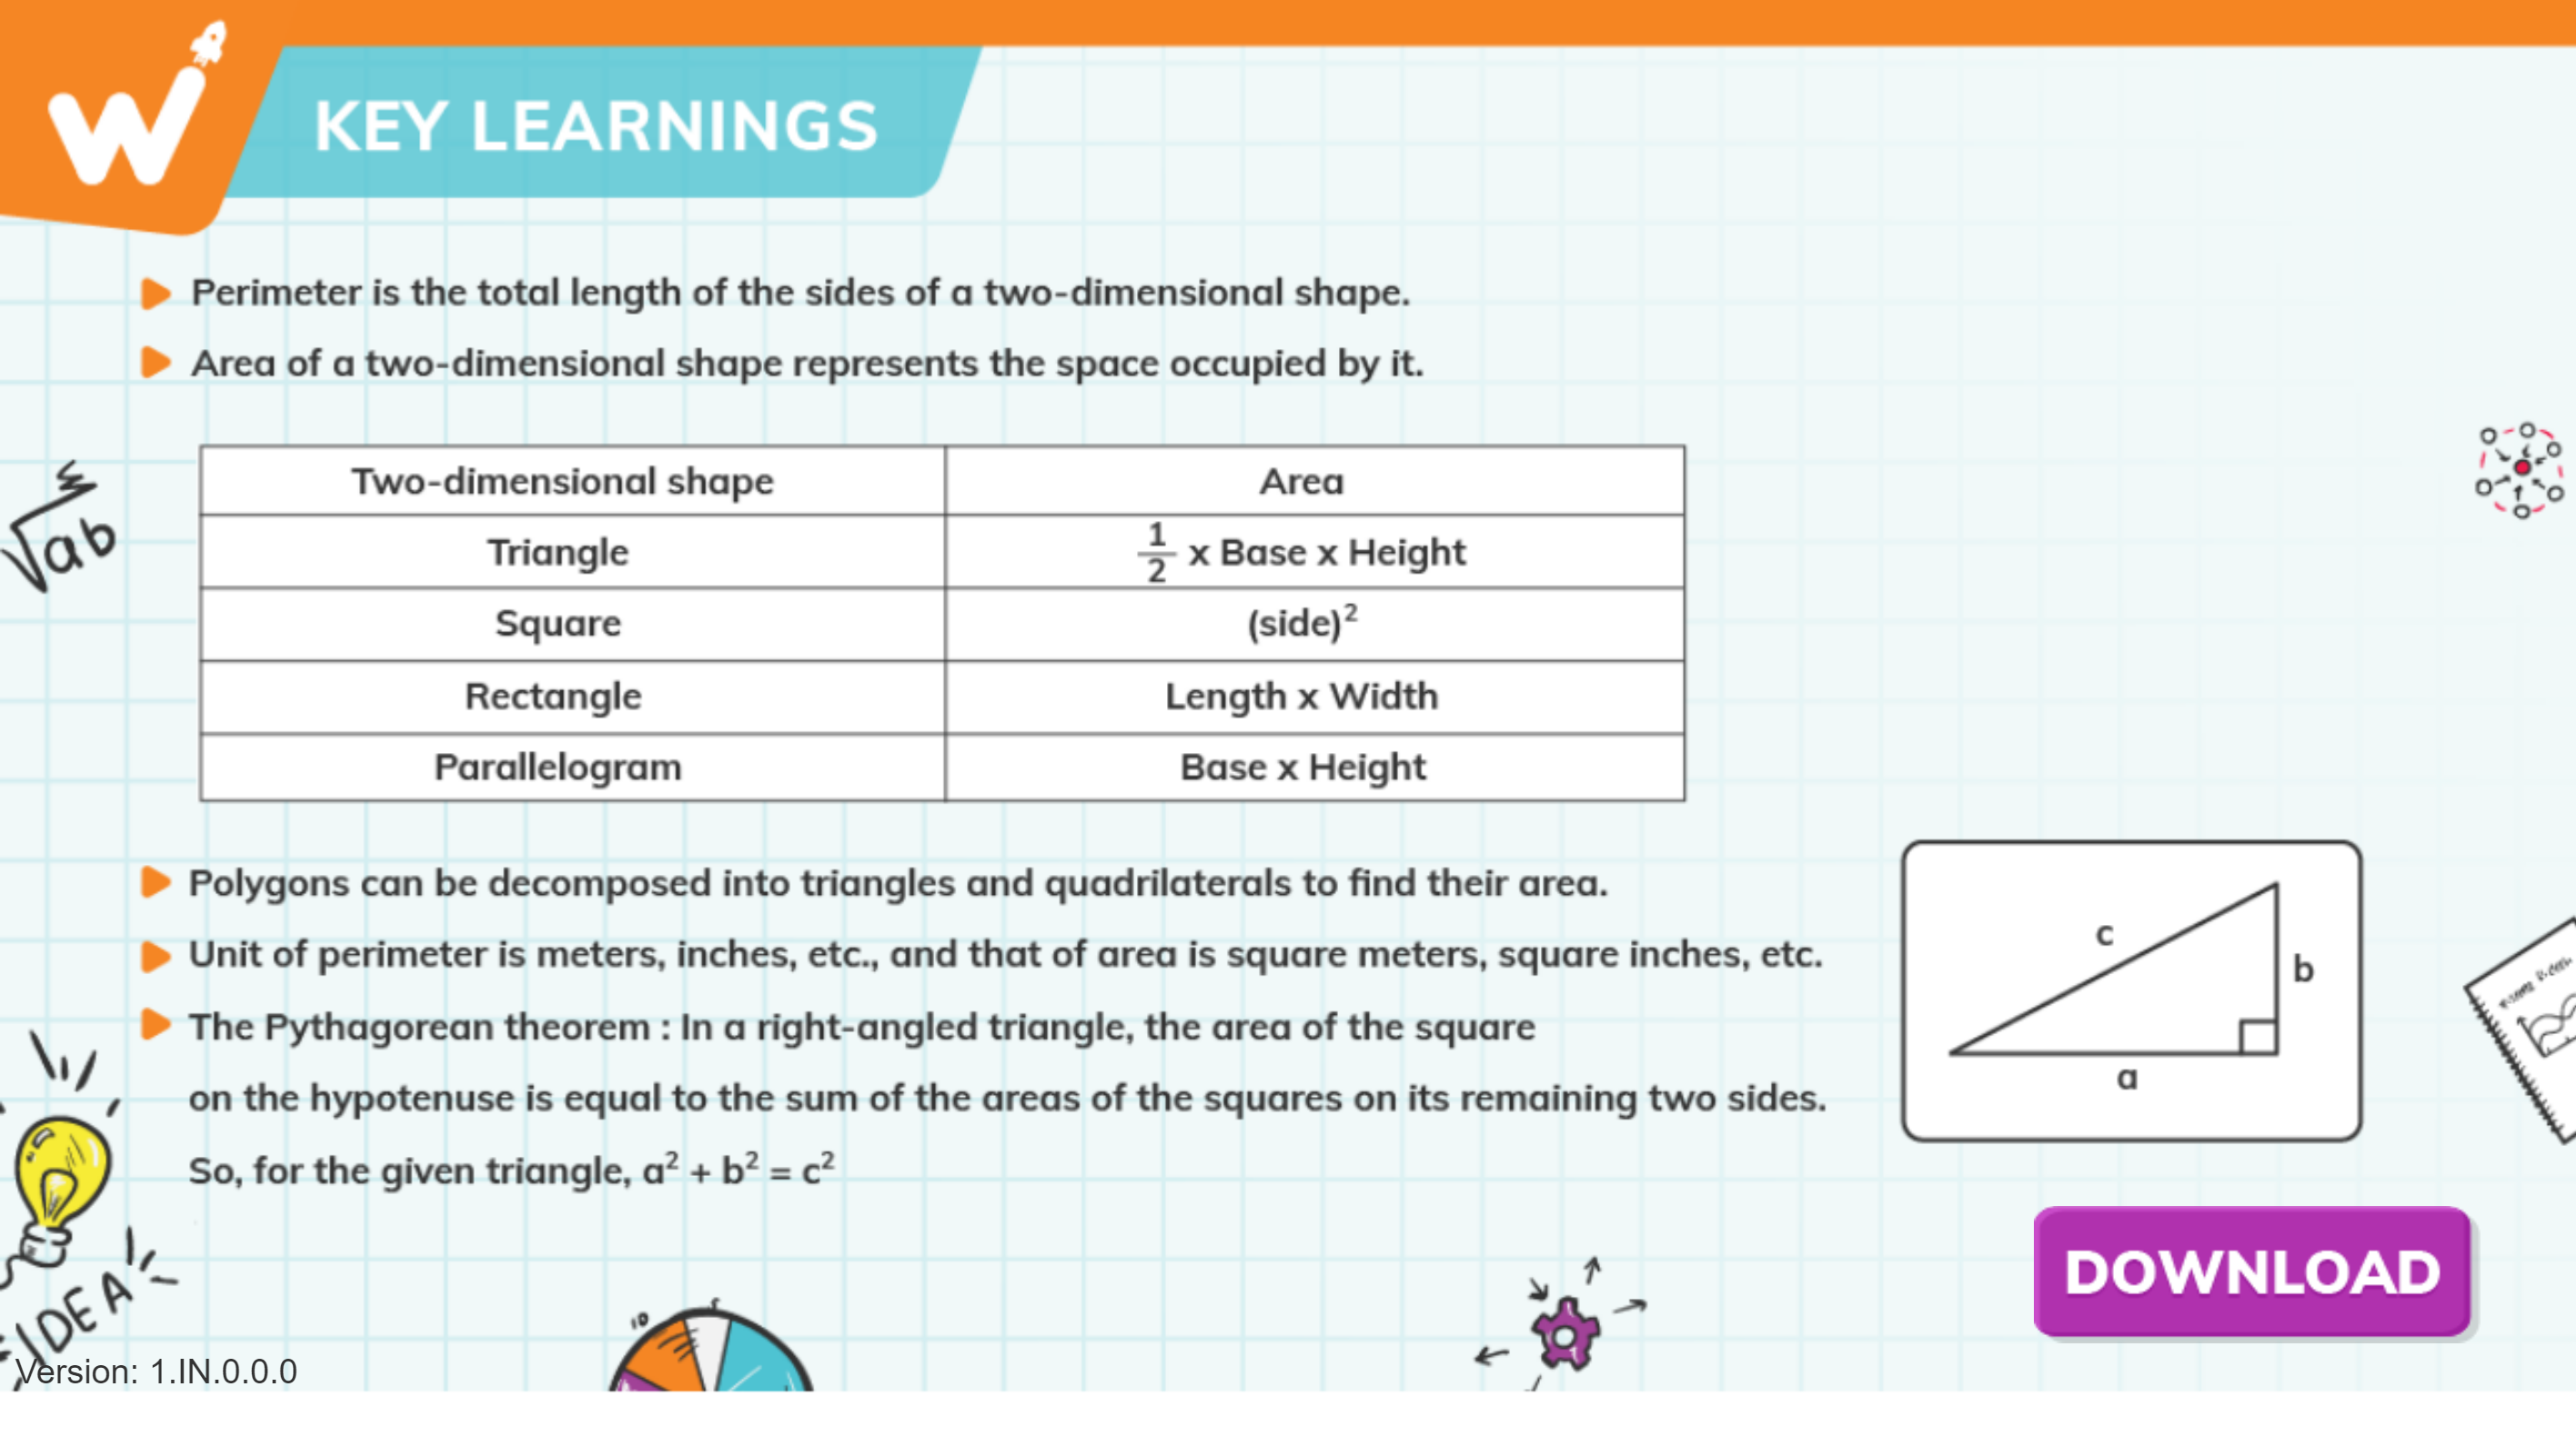 KEY LEARNINGS
Perimeter is the total length of the sides of a two-dimensional shape.
Area of a two-dimensional shape represents the space occupied by it.
Two-dimensional shape Area
Triangle 1/2 x Base x Height
Square (side)²
Rectangle Length x Width
Parallelogram Base x Height
√ab
Polygons can be decomposed into triangles and quadrilaterals to find their area.
Unit of perimeter is meters, inches, etc., and that of area is square meters, square inches, etc.
The Pythagorean theorem : In a right-angled triangle, the area of the square
on the hypotenuse is equal to the sum of the areas of the squares on its remaining two sides.
So, for the given triangle, a² + b² = c²
c
b
a
DOWNLOAD
IDEA
10
Version: 1.IN.0.0.0